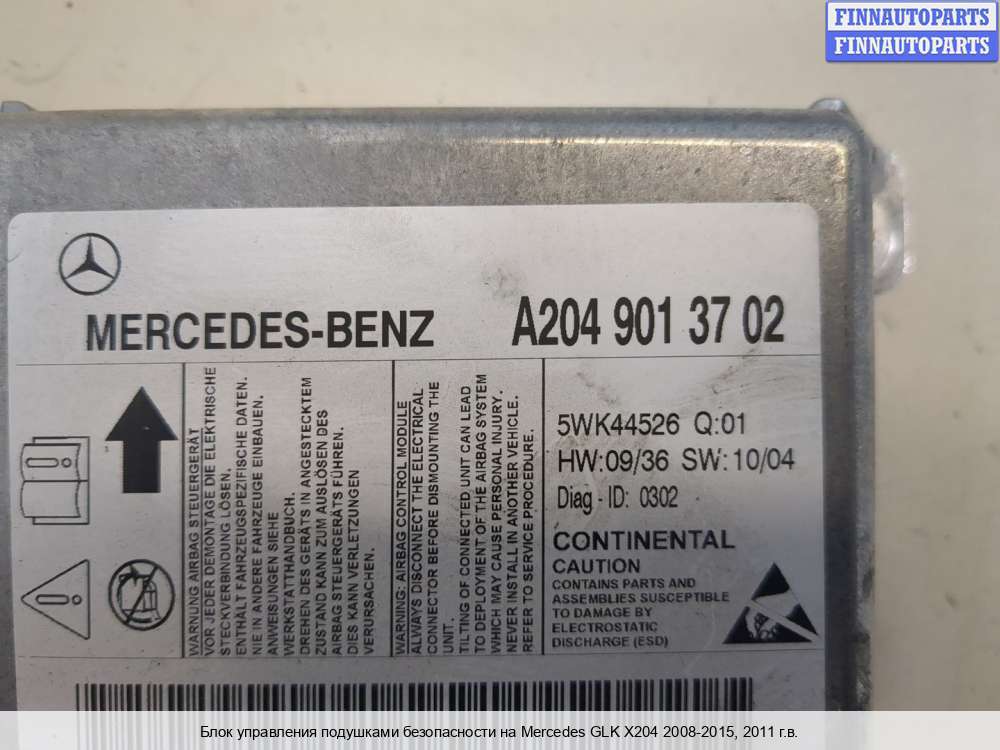 FINNAUTOPARTS
FINNAUTOPARTS
MERCEDES-BENZ
A204 901 37 02
WARNUNG AIRBAG STEUERGERÄT
VOR JEDER DEMONTAGE DIE ELEKTRISCHE
STECKVERBINDUNG LÖSEN.
ENTHÄLT FAHRZEUGSPEZIFISCHE DATEN.
NIE IN ANDERE FAHRZEUGE EINBAUEN.
ANWEISUNGEN SIEHE
WERKSTATTHANDBUCH.
DREHEN DES GERÄTS IN ANGESTECKTEM
ZUSTAND KANN ZUM AUSLÖSEN DES
AIRBAG STEUERGERÄTS FÜHREN.
DIES KANN VERLETZUNGEN
VERURSACHEN.
WARNING: AIRBAG CONTROL MODULE
ALWAYS DISCONNECT THE ELECTRICAL
CONNECTOR BEFORE DISMOUNTING THE
UNIT.
TILTING OF CONNECTED UNIT CAN LEAD
TO DEPLOYMENT OF THE AIRBAG SYSTEM
WHICH MAY CAUSE PERSONAL INJURY.
NEVER INSTALL IN ANOTHER VEHICLE.
REFER TO SERVICE PROCEDURE.
5WK44526 Q:01
HW:09/36 SW:10/04
Diag - ID: 0302
CONTINENTAL
CAUTION
CONTAINS PARTS AND
ASSEMBLIES SUSCEPTIBLE
TO DAMAGE BY
ELECTROSTATIC
DISCHARGE (ESD)
Блок управления подушками безопасности на Mercedes GLK X204 2008-2015, 2011 г.в.